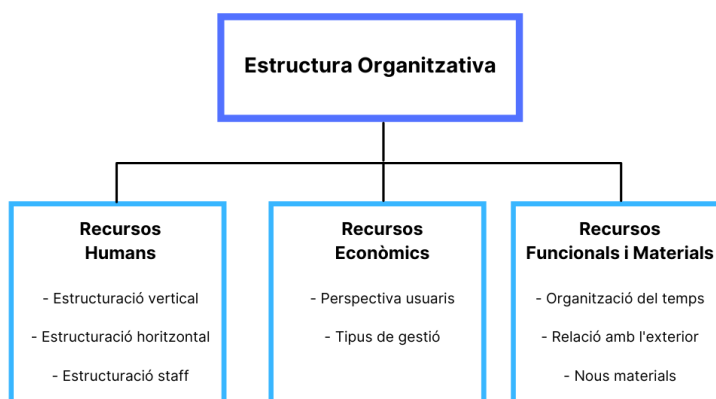 Estructura Organitzativa
Recursos
Humans
- Estructuració vertical
- Estructuració horitzontal
- Estructuració staff
Recursos
Econòmics
- Perspectiva usuaris
- Tipus de gestió
Recursos
Funcionals i Materials
- Organització del temps
- Relació amb l'exterior
- Nous materials